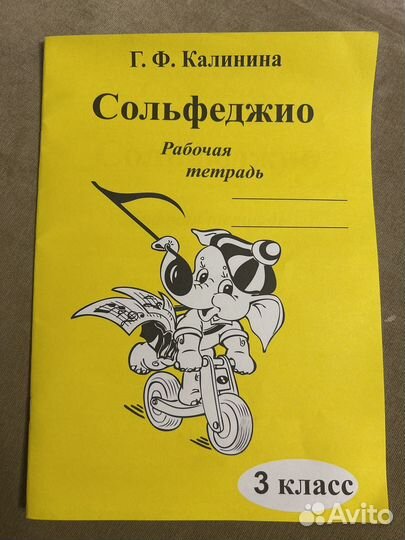 Г. Ф. Калинина
Сольфеджио
Рабочая
тетрадь
3 класс
Avito